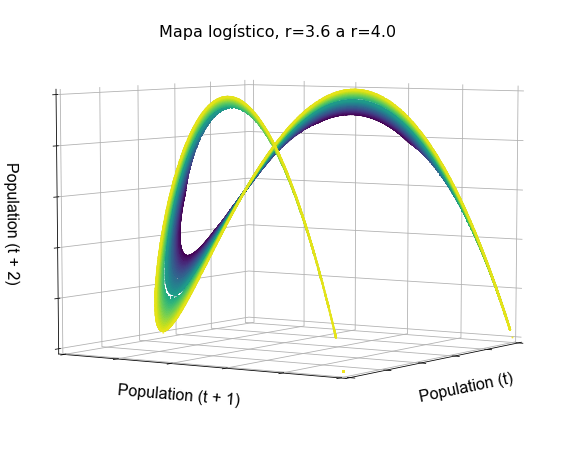 Mapa logístico, r=3.6 a r=4.0
Population (t + 2)
Population (t + 1)
Population (t)